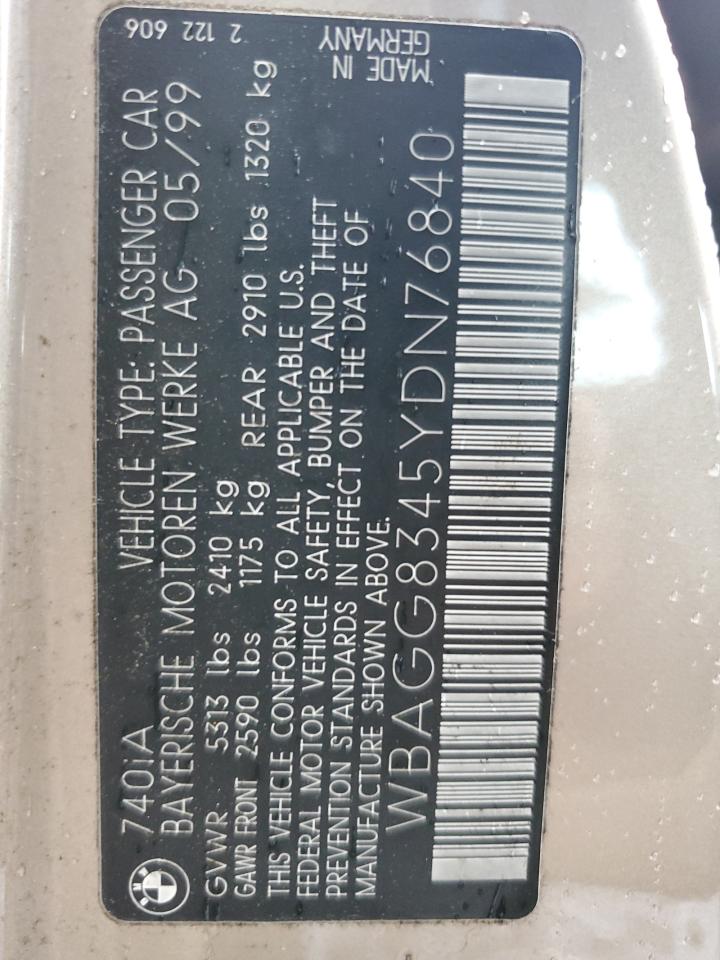 740iA VEHICLE TYPE: PASSENGER CAR 2 122 606
BAYERISCHE MOTOREN WERKE AG 05/99
GVWR 5313 lbs 2410 kg
GAWR FRONT 2590 lbs 1175 kg REAR 2910 lbs 1320 kg
THIS VEHICLE CONFORMS TO ALL APPLICABLE U.S.
FEDERAL MOTOR VEHICLE SAFETY, BUMPER AND THEFT
PREVENTION STANDARDS IN EFFECT ON THE DATE OF
MANUFACTURE SHOWN ABOVE.
MADE IN
GERMANY
WBAGG8345YDN76840